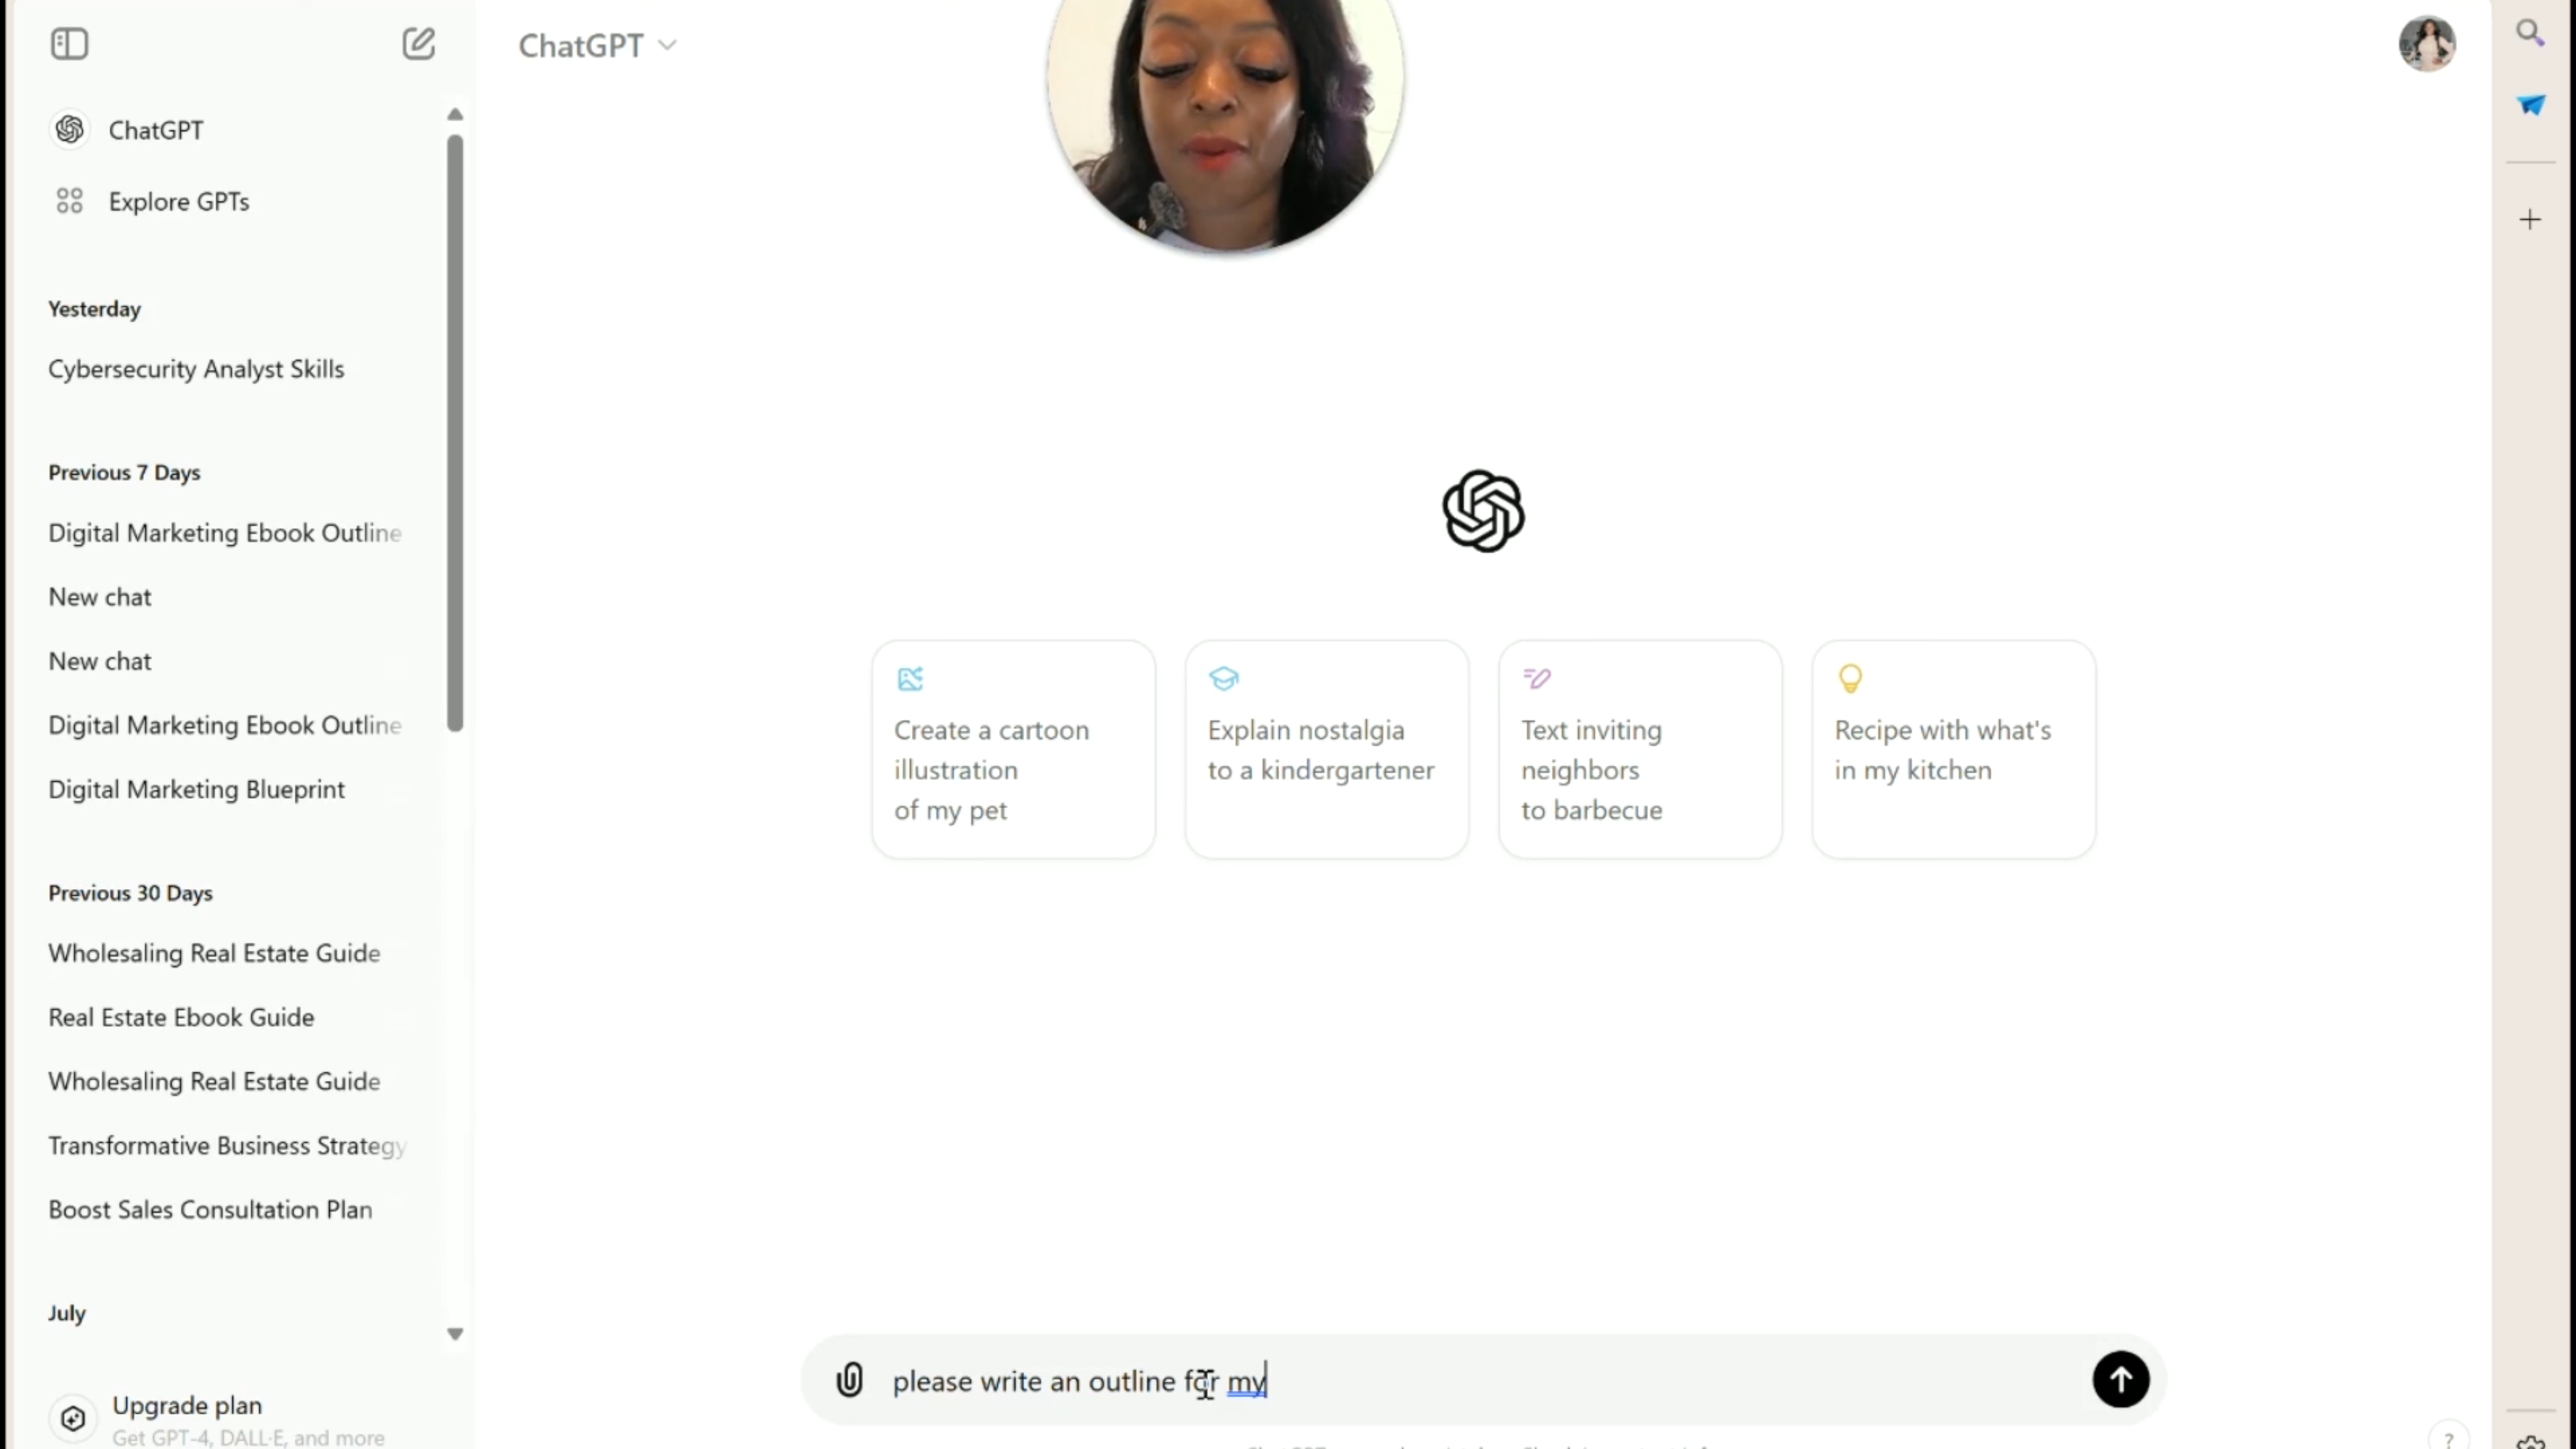 ChatGPT
ChatGPT
Explore GPTs
Yesterday
Cybersecurity Analyst Skills
Previous 7 Days
Digital Marketing Ebook Outline
New chat
New chat
Digital Marketing Ebook Outline
Digital Marketing Blueprint
Previous 30 Days
Wholesaling Real Estate Guide
Real Estate Ebook Guide
Wholesaling Real Estate Guide
Transformative Business Strategy
Boost Sales Consultation Plan
July
Upgrade plan
Get GPT-4, DALL·E, and more
Create a cartoon
illustration
of my pet
Explain nostalgia
to a kindergartener
Text inviting
neighbors
to barbecue
Recipe with what's
in my kitchen
please write an outline for my
?